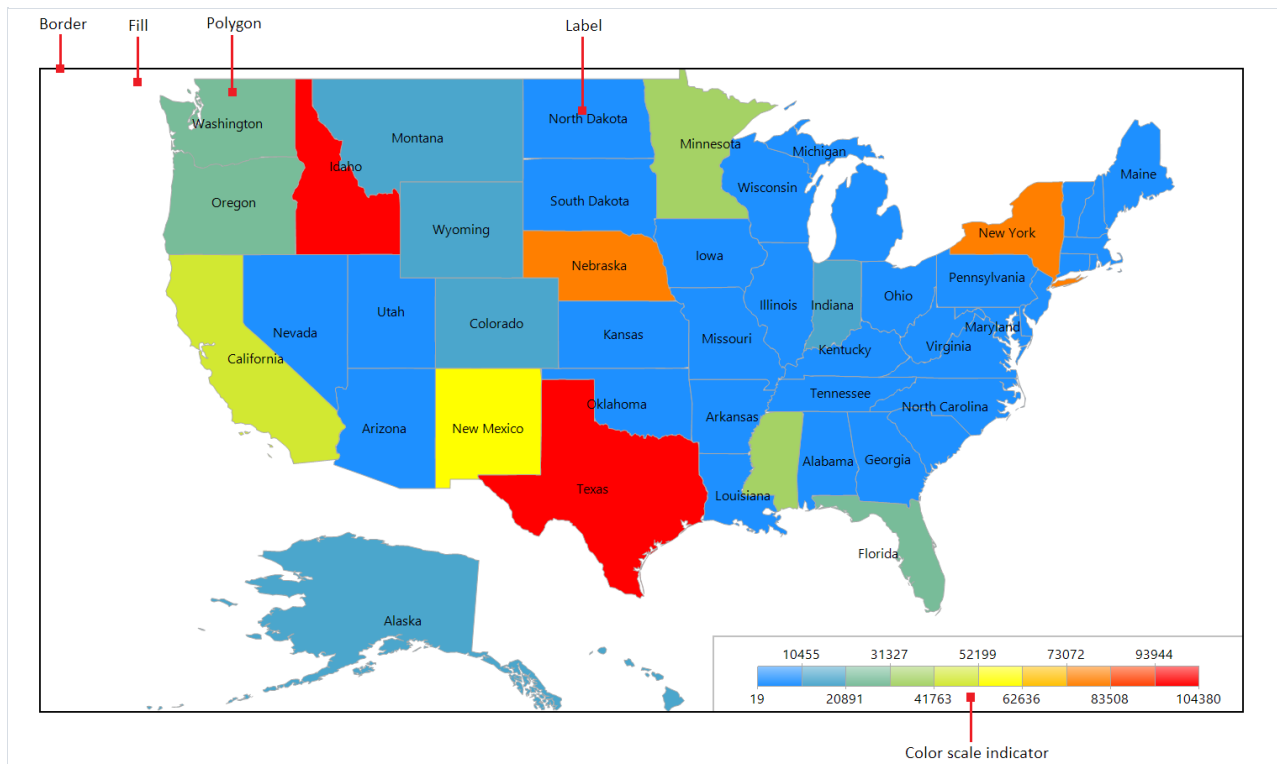 Border
Fill
Polygon
Label
Washington
Montana
North Dakota
Minnesota
Michigan
Idaho
Maine
Wisconsin
Oregon
South Dakota
Wyoming
New York
Nebraska
Iowa
Pennsylvania
Ohio
Illinois
Indiana
Utah
Colorado
Nevada
Kansas
Missouri
Maryland
Kentucky
Virginia
California
Tennessee
Oklahoma
North Carolina
Arkansas
Arizona
New Mexico
Alabama
Georgia
Texas
Louisiana
Florida
Alaska
10455 31327 52199 73072 93944
19 20891 41763 62636 83508 104380
Color scale indicator